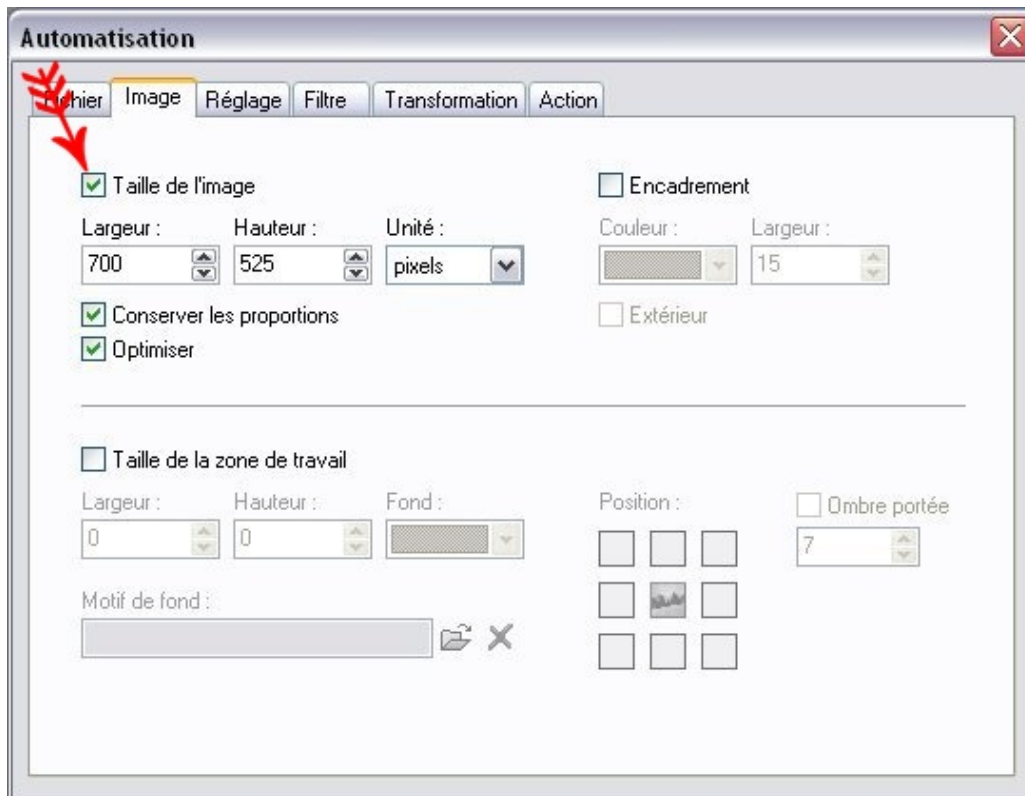 Automatisation
Fichier Image Réglage Filtre Transformation Action
Taille de l'image Encadrement
Largeur : Hauteur : Unité : Couleur : Largeur :
700 525 pixels 15
Conserver les proportions Extérieur
Optimiser
Taille de la zone de travail
Largeur : Hauteur : Fond : Position : Ombre portée
0 0 7
Motif de fond :